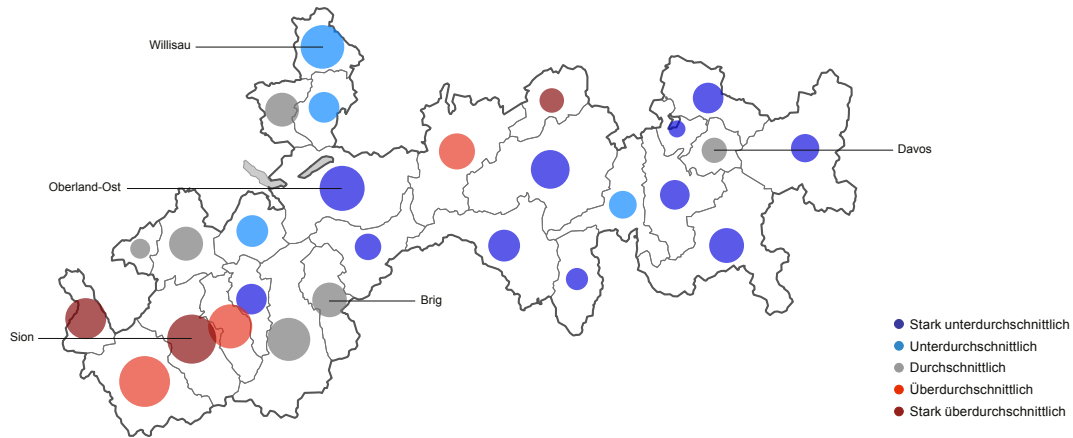 Willisau
Davos
Oberland-Ost
Brig
Sion
Stark unterdurchschnittlich
Unterdurchschnittlich
Durchschnittlich
Überdurchschnittlich
Stark überdurchschnittlich